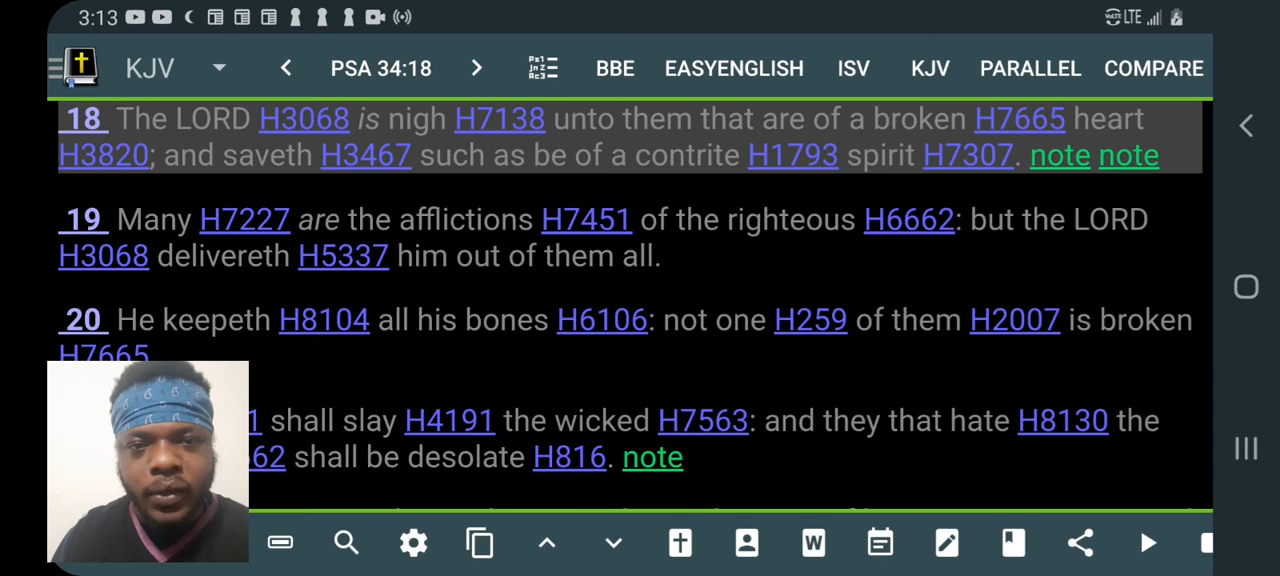 3:13 LTE
KJV PSA 34:18 BBE EASYENGLISH ISV KJV PARALLEL COMPARE
18 The LORD H3068 is nigh H7138 unto them that are of a broken H7665 heart
H3820; and saveth H3467 such as be of a contrite H1793 spirit H7307. note note
19 Many H7227 are the afflictions H7451 of the righteous H6662: but the LORD
H3068 delivereth H5337 him out of them all.
20 He keepeth H8104 all his bones H6106: not one H259 of them H2007 is broken
H7665.
1 shall slay H4191 the wicked H7563: and they that hate H8130 the
62 shall be desolate H816. note